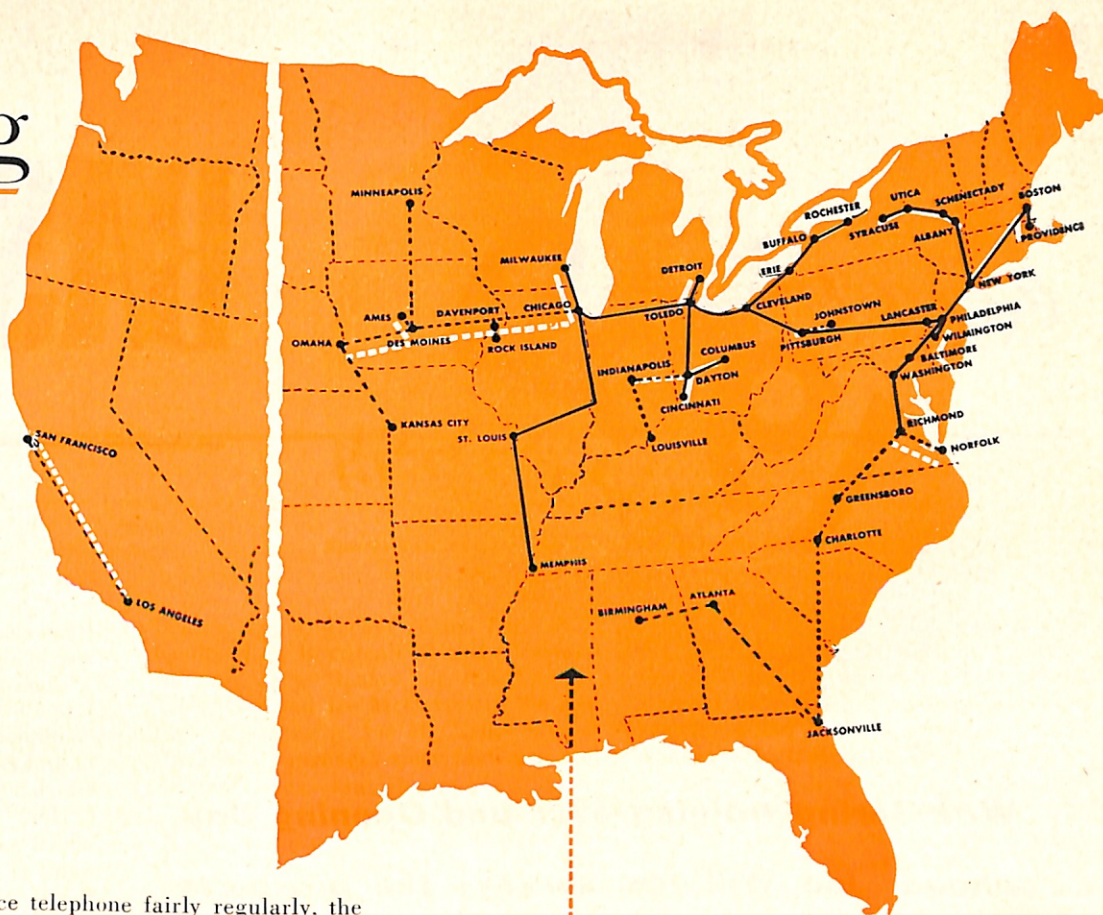 g
MINNEAPOLIS
MILWAUKEE
DETROIT
ROCHESTER
UTICA
SCHENECTADY
BOSTON
BUFFALO
SYRACUSE
ALBANY
PROVIDENCE
ERIE
NEW YORK
AMES
DAVENPORT
CHICAGO
TOLEDO
CLEVELAND
JOHNSTOWN
LANCASTER
PHILADELPHIA
OMAHA
DES MOINES
ROCK ISLAND
PITTSBURGH
WILMINGTON
COLUMBUS
BALTIMORE
INDIANAPOLIS
DAYTON
WASHINGTON
CINCINNATI
KANSAS CITY
ST. LOUIS
LOUISVILLE
RICHMOND
SAN FRANCISCO
NORFOLK
GREENSBORO
CHARLOTTE
MEMPHIS
LOS ANGELES
BIRMINGHAM
ATLANTA
JACKSONVILLE
ce telephone fairly regularly, the